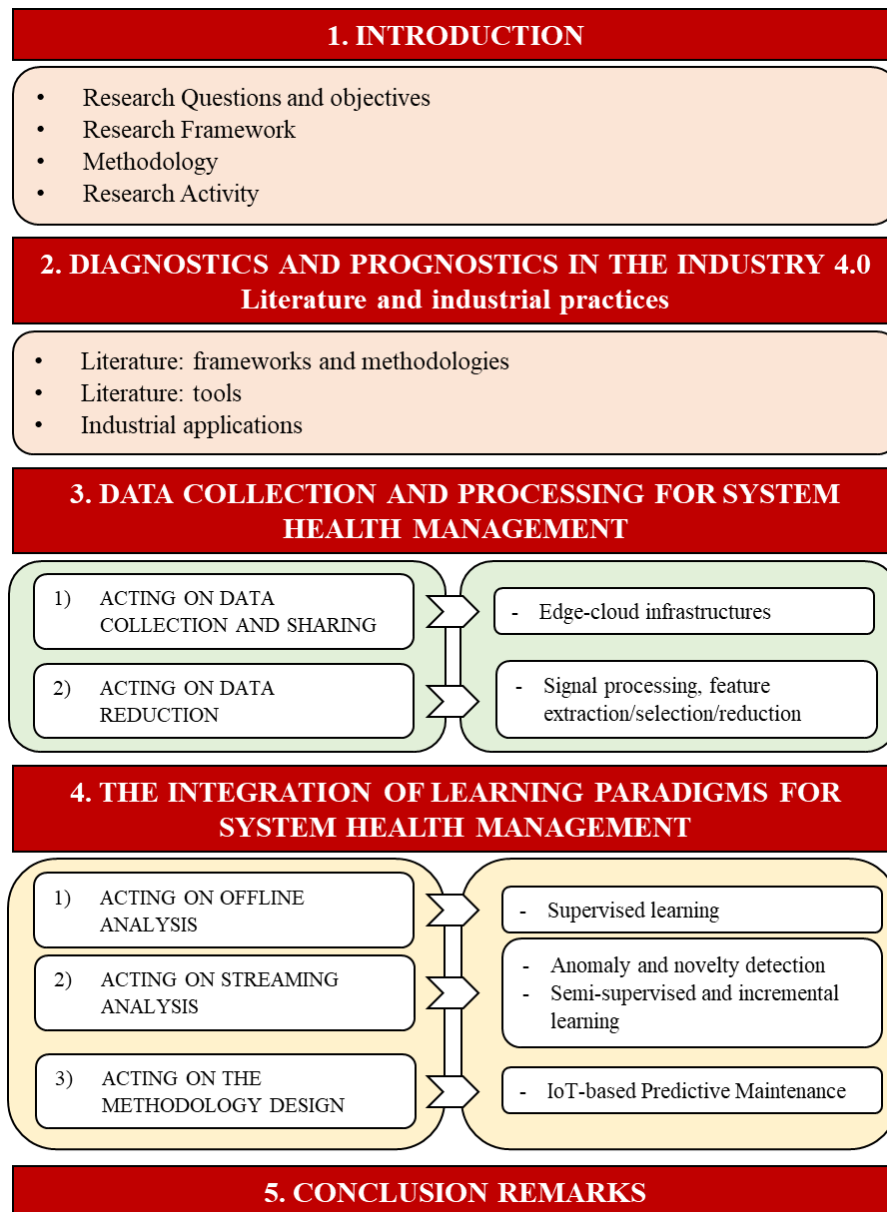 1. INTRODUCTION
• Research Questions and objectives
• Research Framework
• Methodology
• Research Activity
2. DIAGNOSTICS AND PROGNOSTICS IN THE INDUSTRY 4.0
Literature and industrial practices
• Literature: frameworks and methodologies
• Literature: tools
• Industrial applications
3. DATA COLLECTION AND PROCESSING FOR SYSTEM
HEALTH MANAGEMENT
1) ACTING ON DATA
COLLECTION AND SHARING
- Edge-cloud infrastructures
2) ACTING ON DATA
REDUCTION
- Signal processing, feature
extraction/selection/reduction
4. THE INTEGRATION OF LEARNING PARADIGMS FOR
SYSTEM HEALTH MANAGEMENT
1) ACTING ON OFFLINE
ANALYSIS
- Supervised learning
2) ACTING ON STREAMING
ANALYSIS
- Anomaly and novelty detection
- Semi-supervised and incremental
learning
3) ACTING ON THE
METHODOLOGY DESIGN
- IoT-based Predictive Maintenance
5. CONCLUSION REMARKS